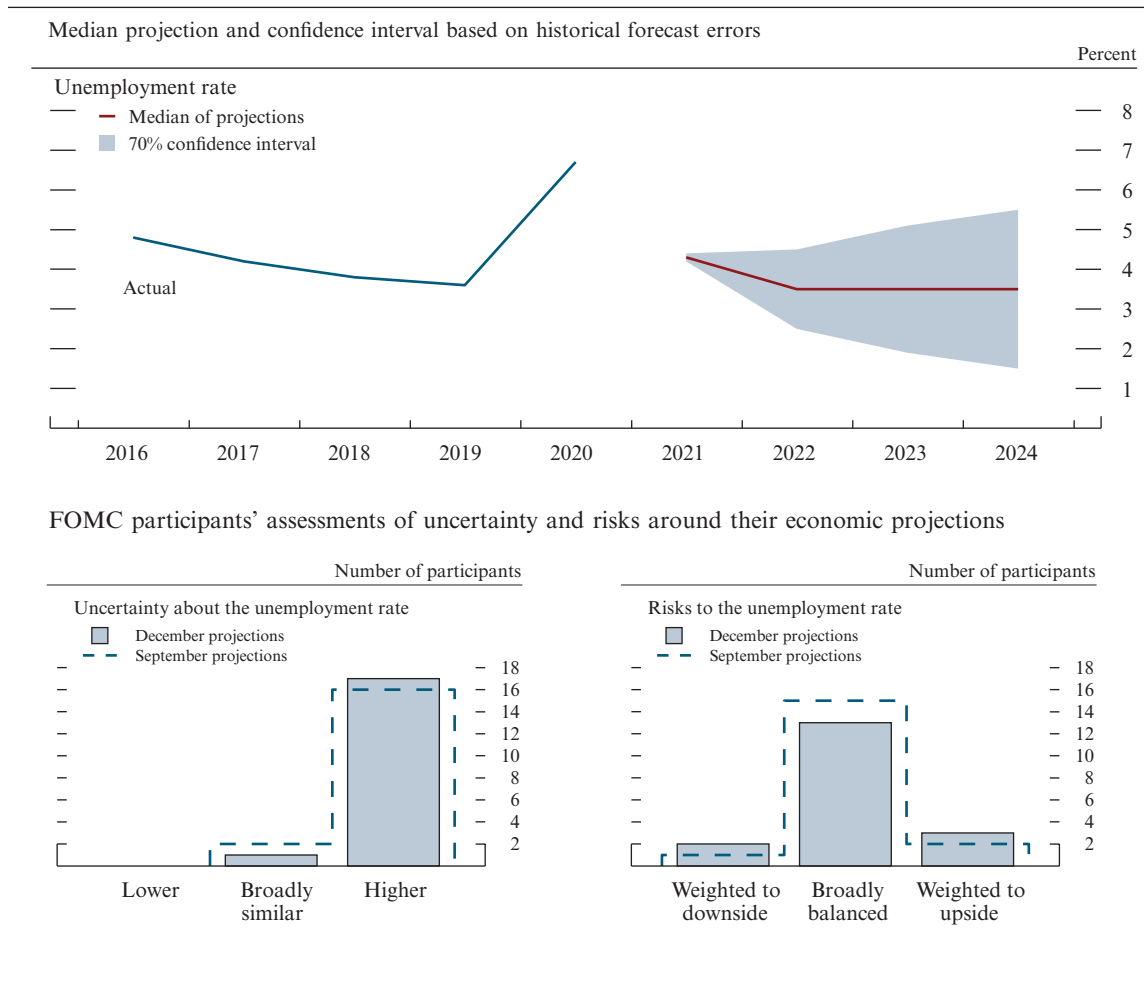 Median projection and confidence interval based on historical forecast errors
Percent
Unemployment rate
Median of projections
70% confidence interval
Actual
8
7
6
5
4
3
2
1
2016 2017 2018 2019 2020 2021 2022 2023 2024
FOMC participants’ assessments of uncertainty and risks around their economic projections
Number of participants
Uncertainty about the unemployment rate
December projections
September projections
18
16
14
12
10
8
6
4
2
Lower Broadly similar Higher
Number of participants
Risks to the unemployment rate
December projections
September projections
18
16
14
12
10
8
6
4
2
Weighted to downside Broadly balanced Weighted to upside